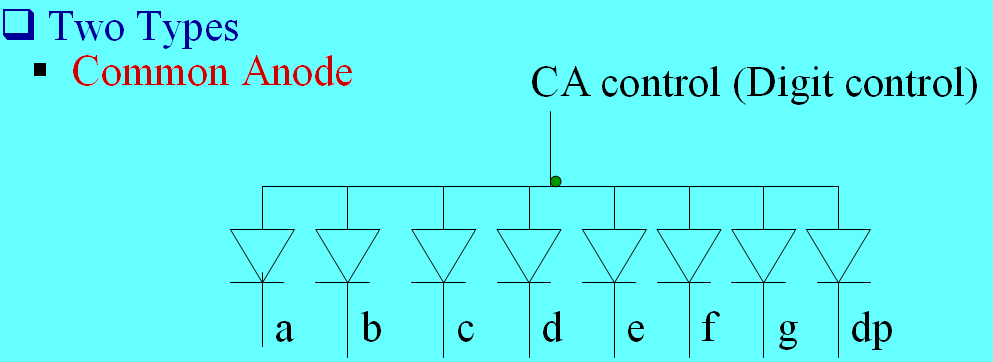 ❑ Two Types
▪ Common Anode
CA control (Digit control)
a b c d e f g dp